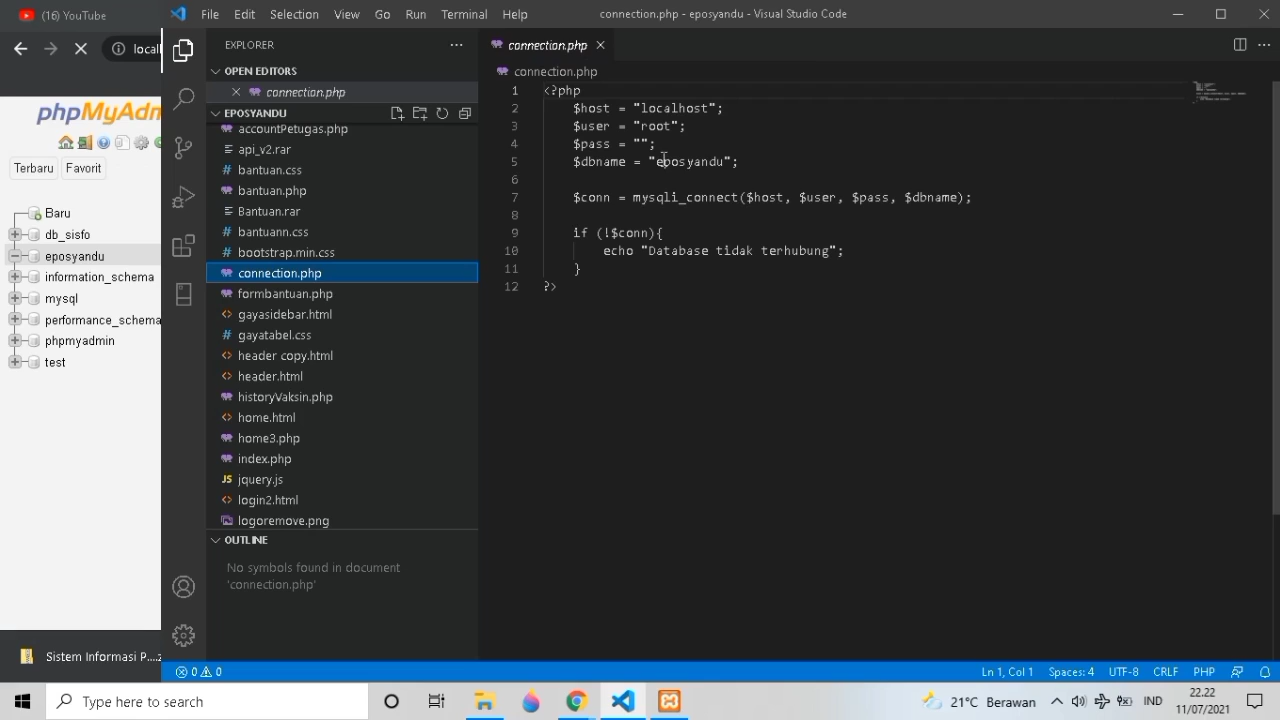 (16) YouTube
File Edit Selection View Go Run Terminal Help
connection.php - eposyandu - Visual Studio Code
locall
phpMyAdm
Terbaru Favorit
Baru
db_sisfo
eposyandu
information_schema
mysql
performance_schema
phpmyadmin
test
Sistem Informasi P....z
EXPLORER
OPEN EDITORS
connection.php
EPOSYANDU
accountPetugas.php
api_v2.rar
bantuan.css
bantuan.php
Bantuan.rar
bantuann.css
bootstrap.min.css
connection.php
formbantuan.php
gayasidebar.html
gayatabel.css
header copy.html
header.html
historyVaksin.php
home.html
home3.php
index.php
JS jquery.js
login2.html
logoremove.png
OUTLINE
No symbols found in document
'connection.php'
connection.php
connection.php
1 <?php
2 $host = "localhost";
3 $user = "root";
4 $pass = "";
5 $dbname = "eposyandu";
6
7 $conn = mysqli_connect($host, $user, $pass, $dbname);
8
9 if (!$conn){
10 echo "Database tidak terhubung";
11 }
12 ?>
0 0
Ln 1, Col 1 Spaces: 4 UTF-8 CRLF PHP
Type here to search
21°C Berawan
IND
22.22
11/07/2021